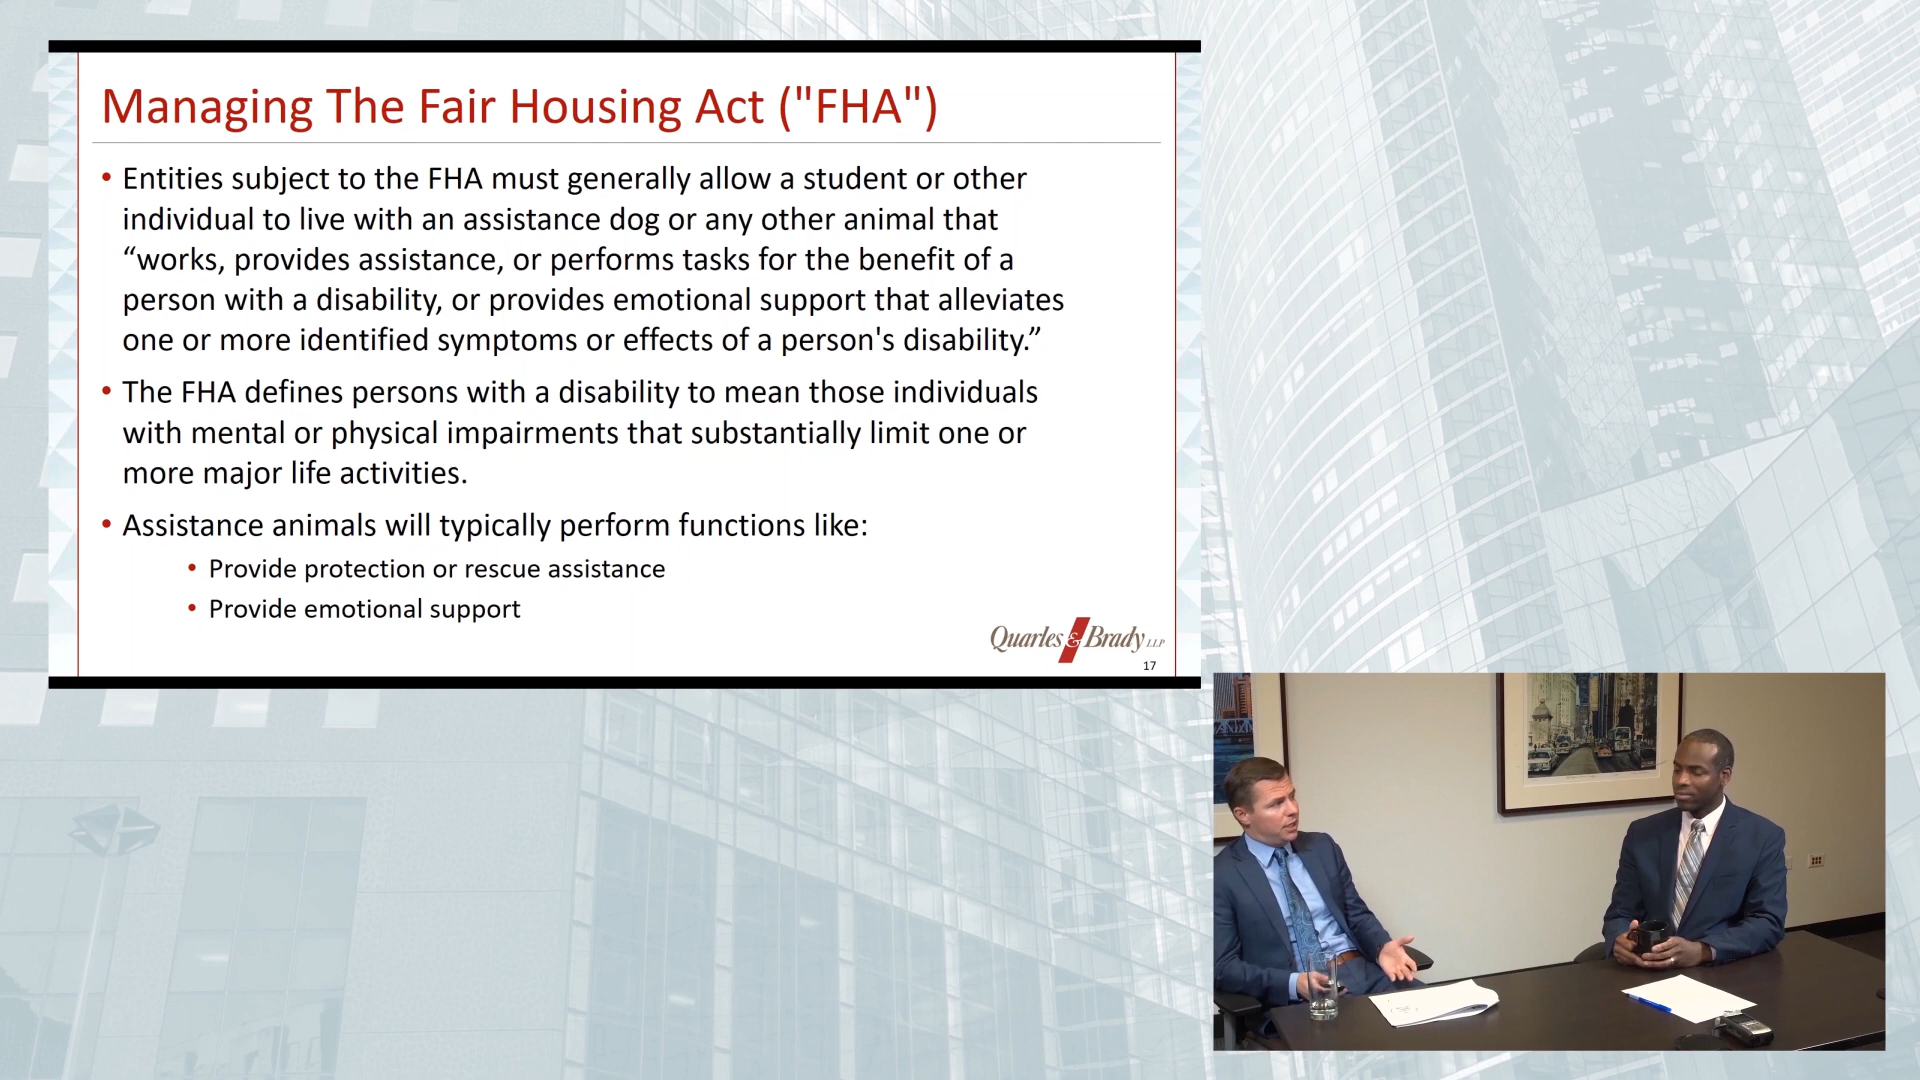 Managing The Fair Housing Act ("FHA")
• Entities subject to the FHA must generally allow a student or other
individual to live with an assistance dog or any other animal that
“works, provides assistance, or performs tasks for the benefit of a
person with a disability, or provides emotional support that alleviates
one or more identified symptoms or effects of a person's disability.”
• The FHA defines persons with a disability to mean those individuals
with mental or physical impairments that substantially limit one or
more major life activities.
• Assistance animals will typically perform functions like:
• Provide protection or rescue assistance
• Provide emotional support
Quarles & Brady LLP
17